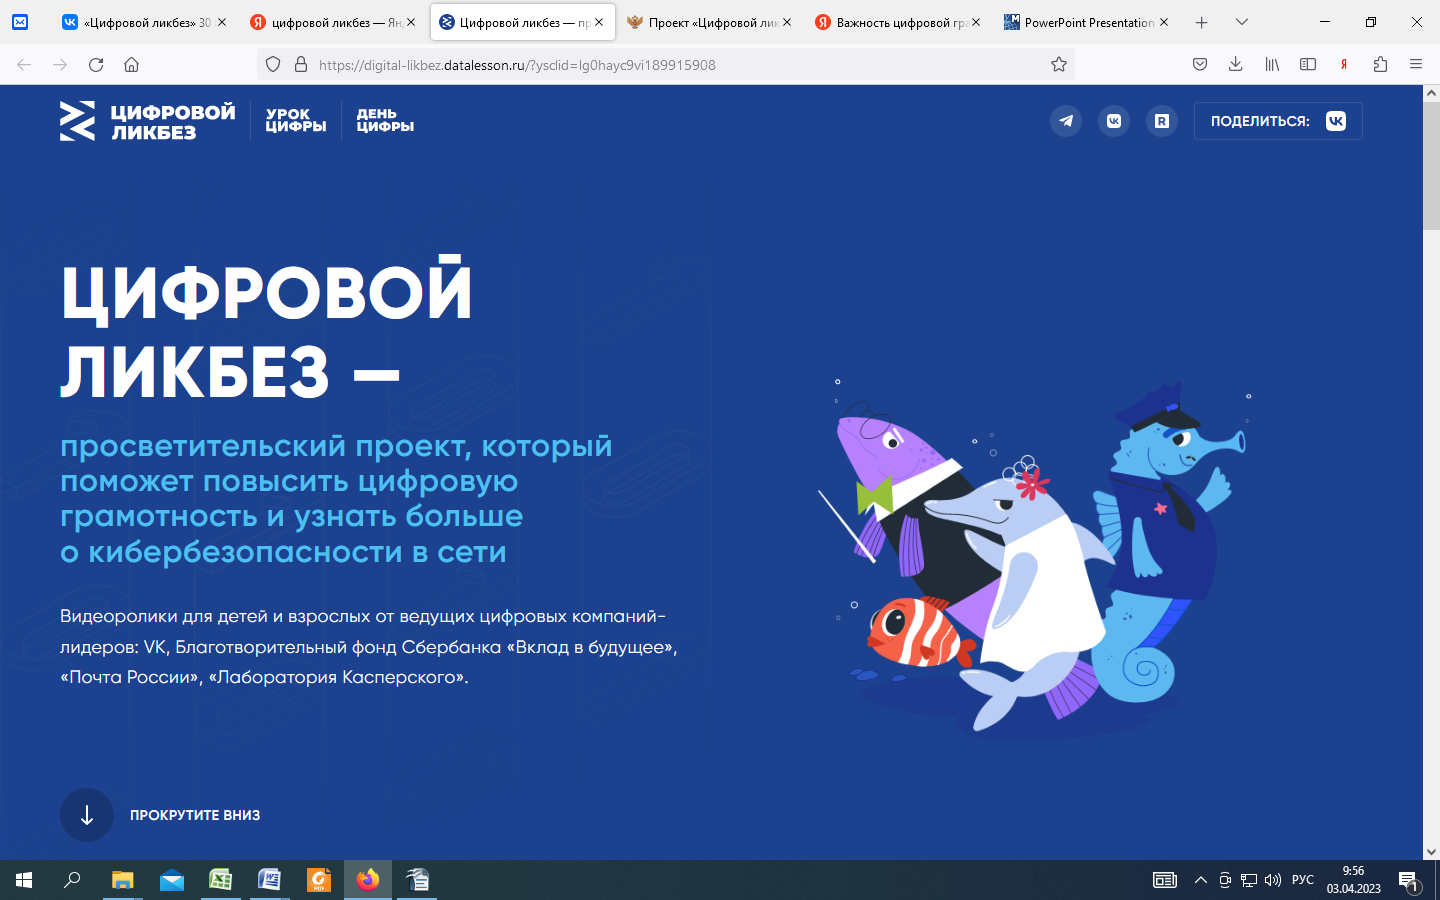 «Цифровой ликбез» 30
цифровой ликбез — Ян
Цифровой ликбез — пр
Проект «Цифровой лик
Важность цифровой гра
PowerPoint Presentation
https://digital-likbez.datalesson.ru/?ysclid=lg0hayc9vi189915908
ЦИФРОВОЙ
ЛИКБЕЗ
УРОК
ЦИФРЫ
ДЕНЬ
ЦИФРЫ
ПОДЕЛИТЬСЯ:
ЦИФРОВОЙ
ЛИКБЕЗ —
просветительский проект, который
поможет повысить цифровую
грамотность и узнать больше
о кибербезопасности в сети
Видеоролики для детей и взрослых от ведущих цифровых компаний-
лидеров: VK, Благотворительный фонд Сбербанка «Вклад в будущее»,
«Почта России», «Лаборатория Касперского».
ПРОКРУТИТЕ ВНИЗ
РУС
9:56
03.04.2023
1